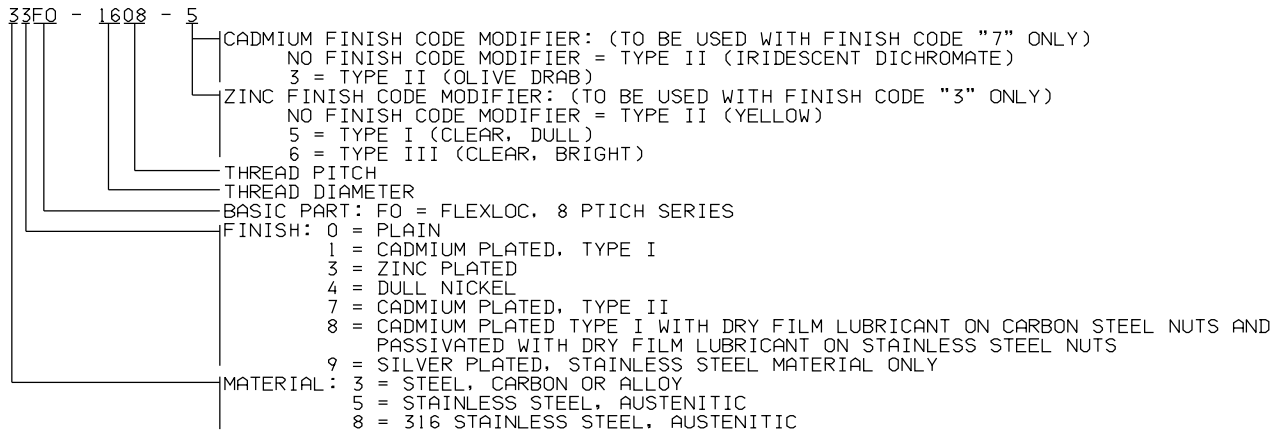 33FO - 1608 - 5
CADMIUM FINISH CODE MODIFIER: (TO BE USED WITH FINISH CODE "7" ONLY)
NO FINISH CODE MODIFIER = TYPE II (IRIDESCENT DICHROMATE)
3 = TYPE II (OLIVE DRAB)
ZINC FINISH CODE MODIFIER: (TO BE USED WITH FINISH CODE "3" ONLY)
NO FINISH CODE MODIFIER = TYPE II (YELLOW)
5 = TYPE I (CLEAR, DULL)
6 = TYPE III (CLEAR, BRIGHT)
THREAD PITCH
THREAD DIAMETER
BASIC PART: FO = FLEXLOC, 8 PTICH SERIES
FINISH: 0 = PLAIN
1 = CADMIUM PLATED, TYPE I
3 = ZINC PLATED
4 = DULL NICKEL
7 = CADMIUM PLATED, TYPE II
8 = CADMIUM PLATED TYPE I WITH DRY FILM LUBRICANT ON CARBON STEEL NUTS AND
PASSIVATED WITH DRY FILM LUBRICANT ON STAINLESS STEEL NUTS
9 = SILVER PLATED, STAINLESS STEEL MATERIAL ONLY
MATERIAL: 3 = STEEL, CARBON OR ALLOY
5 = STAINLESS STEEL, AUSTENITIC
8 = 316 STAINLESS STEEL, AUSTENITIC